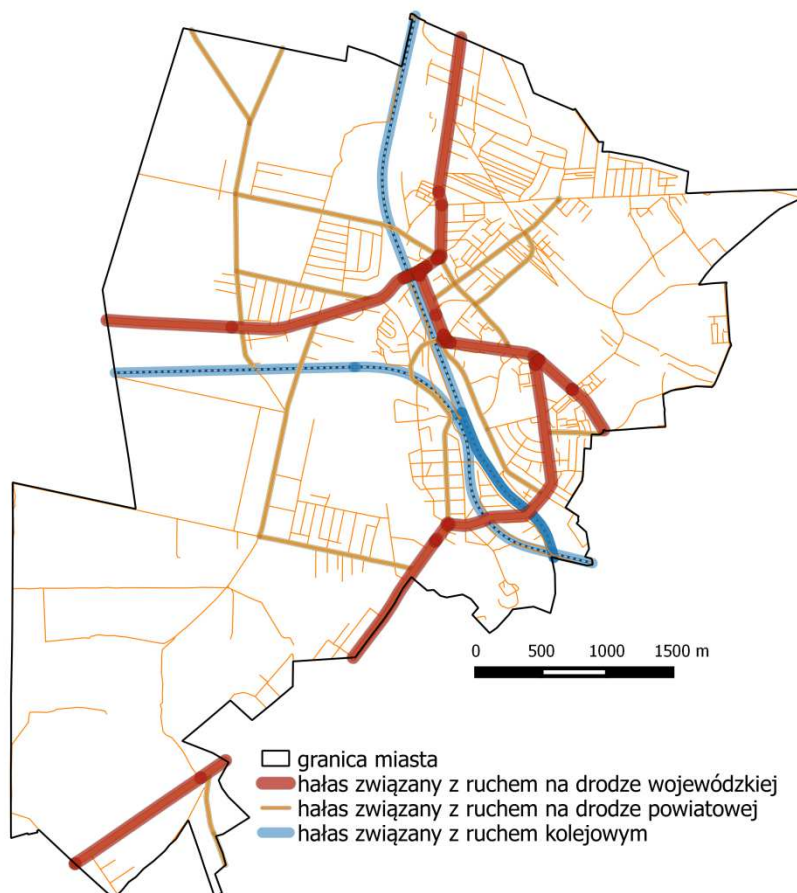 0 500 1000 1500 m
granica miasta
hałas związany z ruchem na drodze wojewódzkiej
hałas związany z ruchem na drodze powiatowej
hałas związany z ruchem kolejowym